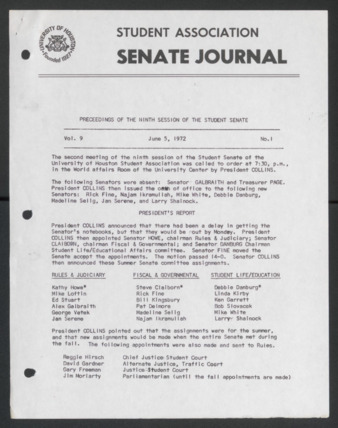 UNIVERSITY OF HOUSTON
Founded 1927
STUDENT ASSOCIATION
SENATE JOURNAL
PROCEEDINGS OF THE NINTH SESSION OF THE STUDENT SENATE
Vol. 9 June 5, 1972 No.1
The second meeting of the ninth session of the Student Senate of the
University of Houston Student Association was called to order at 7:30, p.m.,
in the World Affairs Room of the University Center by President COLLINS.
The following Senators were absent: Senator GALBRAITH and Treasurer PAGE.
President COLLINS then issued the of office to the following new
Senators: Rick Fine, Najam Ikramullah, Mike White, Debbie Danburg,
Madeline Selig, Jan Serene, and Larry Shalnock.
PRESIDENT'S REPORT
President COLLINS announced that there had been a delay in getting the
Senator's notebooks, but that they would be out by Monday. President
COLLINS then appointed Senator HOWE, chairman Rules & Judiciary; Senator
CLAIBORN, chairman Fiscal & Governmental; and Senator DANBURG Chairman
Student Life/Educational Affairs committee. Senator FINE moved the
Senate accept the appointments. The motion passed 14-0. Senator COLLINS
then announced these Summer Senate committee assignments.
RULES & JUDICIARY FISCAL & GOVERNMENTAL STUDENT LIFE/EDUCATION
Kathy Howe* Steve Claiborn* Debbie Danburg*
Mike Loftin Rick Fine Linda Kirby
Ed Stuart Bill Kingsbury Ken Garrett
Alex Galbraith Pat Delmore Bob Slovacek
George Vetek Madeline Selig Mike White
Jan Serene Najam Ikramullah Larry Shalnock
President COLLINS pointed out that the assignments were for the summer,
and that new assignments would be made when the entire Senate met during
the fall. The following appointments were also made and sent to Rules.
Reggie Hirsch Chief Justice Student Court
David Gardner Alternate Justice, Traffic Court
Gary Freeman Justice Student Court
Jim Moriarty Parliamentarian (until the fall appointments are made)